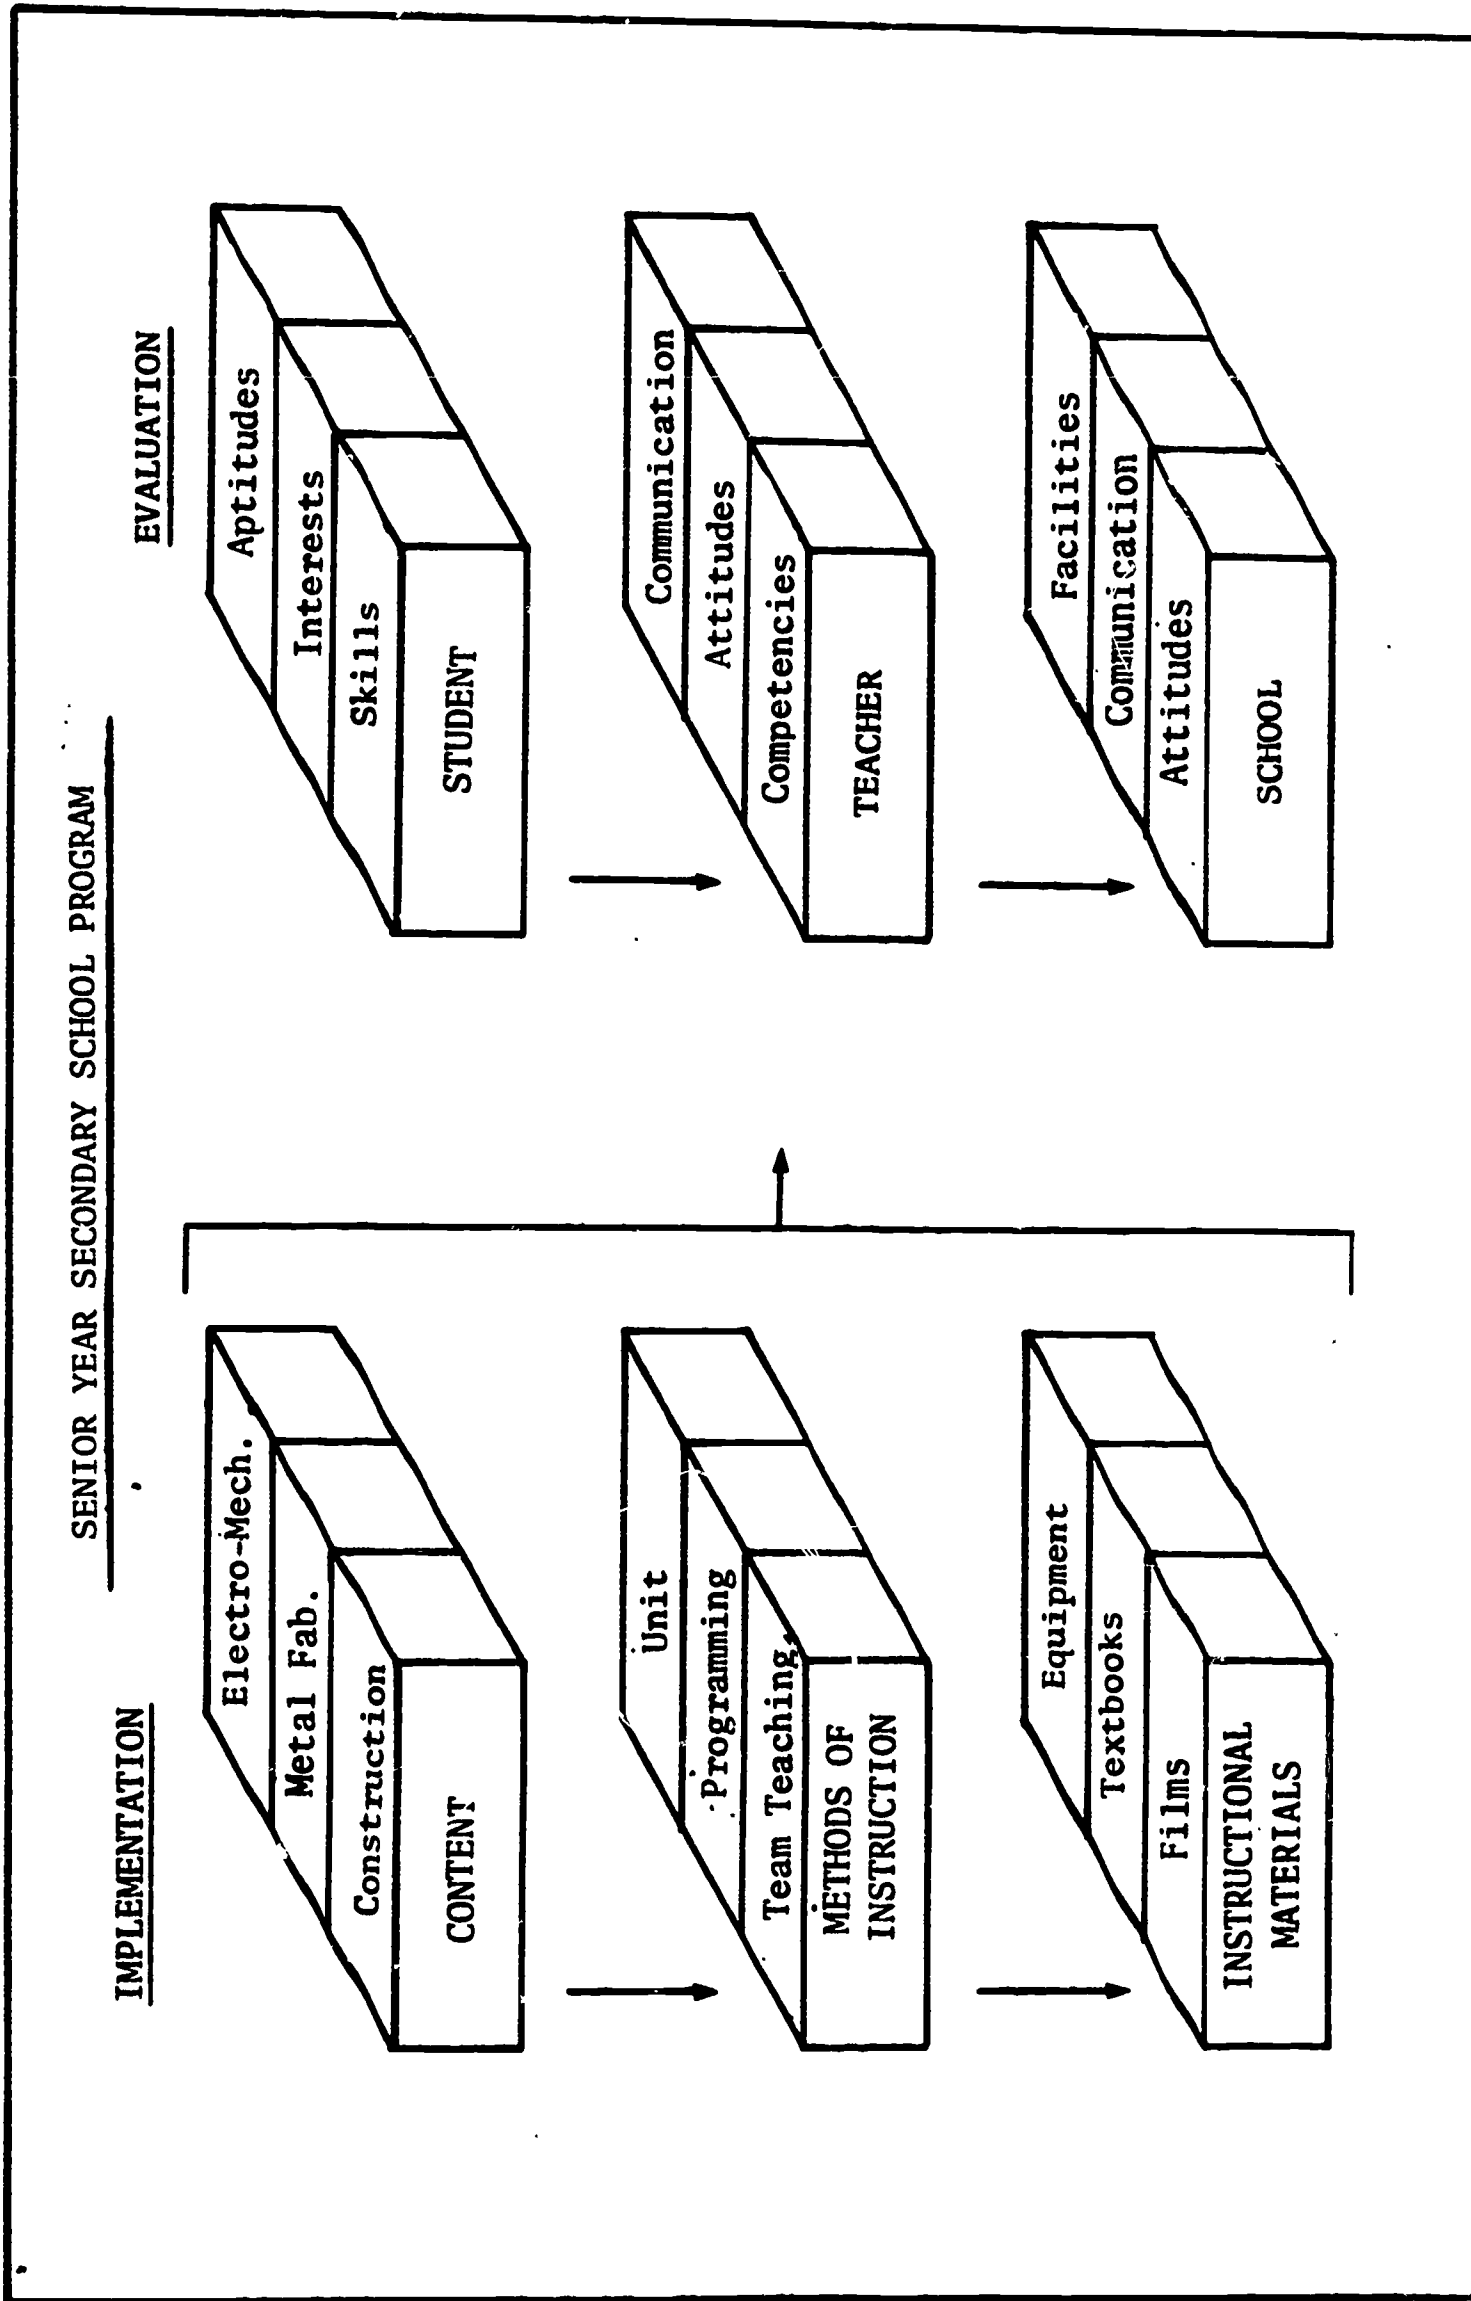 SENIOR YEAR SECONDARY SCHOOL PROGRAM
IMPLEMENTATION
Electro-Mech.
Metal Fab.
Construction
CONTENT
Unit
Programming
Team Teaching
METHODS OF
INSTRUCTION
Equipment
Textbooks
Films
INSTRUCTIONAL
MATERIALS
EVALUATION
Aptitudes
Interests
Skills
STUDENT
Communication
Attitudes
Competencies
TEACHER
Facilities
Communication
Attitudes
SCHOOL